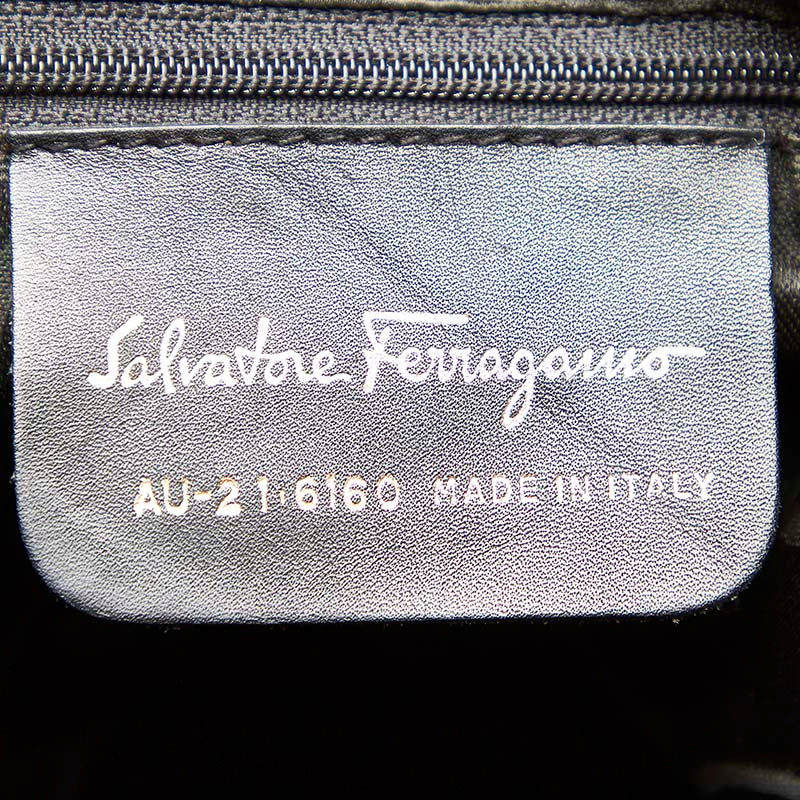 Salvatore Ferragamo
AU-21 6160 MADE IN ITALY